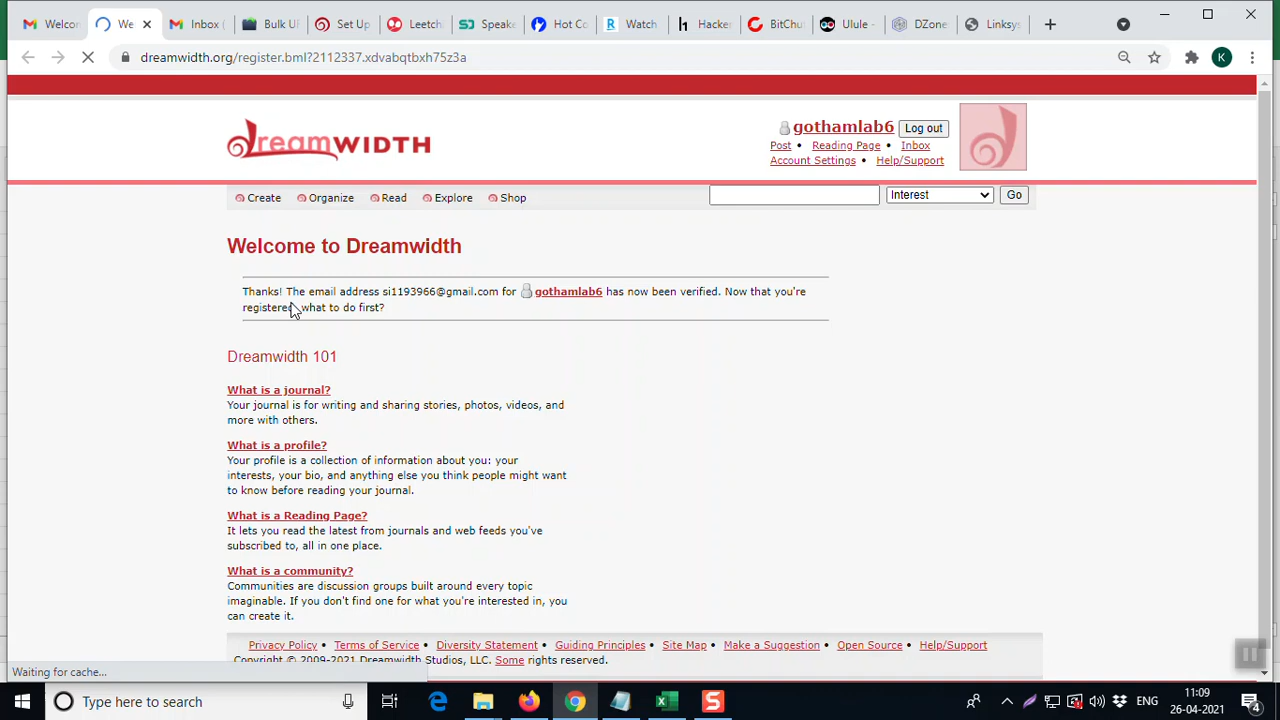 Welcon
We
Inbox (
Bulk U
Set Up
Leetch
Speake
Hot Co
Watch
Hacker
BitChu
Ulule -
DZone
Linksys
dreamwidth.org/register.bml?2112337.xdvabqtbxh75z3a
K
dreamWIDTH
gothamlab6 Log out
Post • Reading Page • Inbox
Account Settings • Help/Support
Create Organize Read Explore Shop Interest Go
Welcome to Dreamwidth
Thanks! The email address si1193966@gmail.com for gothamlab6 has now been verified. Now that you're
registered, what to do first?
Dreamwidth 101
What is a journal?
Your journal is for writing and sharing stories, photos, videos, and
more with others.
What is a profile?
Your profile is a collection of information about you: your
interests, your bio, and anything else you think people might want
to know before reading your journal.
What is a Reading Page?
It lets you read the latest from journals and web feeds you've
subscribed to, all in one place.
What is a community?
Communities are discussion groups built around every topic
imaginable. If you don't find one for what you're interested in, you
can create it.
Privacy Policy • Terms of Service • Diversity Statement • Guiding Principles • Site Map • Make a Suggestion • Open Source • Help/Support
Copyright © 2009-2021 Dreamwidth Studios, LLC. Some rights reserved.
Waiting for cache...
Type here to search
ENG
11:09
26-04-2021
4